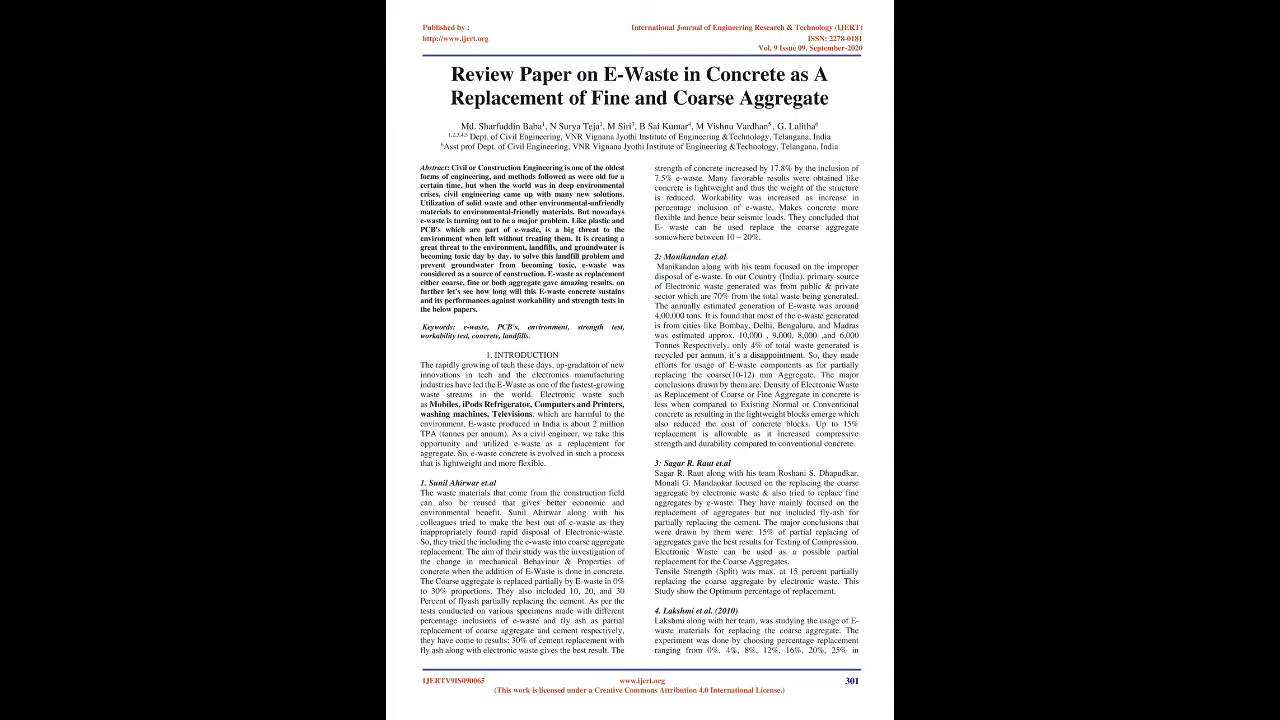 Published by :
http://www.ijert.org
International Journal of Engineering Research & Technology (IJERT)
ISSN: 2278-0181
Vol. 9 Issue 09, September-2020
Review Paper on E-Waste in Concrete as A
Replacement of Fine and Coarse Aggregate
Md. Sharfuddin Baba1, N Surya Teja2, M Siri3, B Sai Kumar4, M Vishnu Vardhan5 , G. Lalitha6
1,2,3,4,5 Dept. of Civil Engineering, VNR Vignana Jyothi Institute of Engineering &Technology, Telangana, India
6Asst prof Dept. of Civil Engineering, VNR Vignana Jyothi Institute of Engineering &Technology, Telangana, India
Abstract: Civil or Construction Engineering is one of the oldest
forms of engineering, and methods followed as were old for a
certain time, but when the world was in deep environmental
crises, civil engineering came up with many new solutions.
Utilization of solid waste and other environmental-unfriendly
materials to environmental-friendly materials. But nowadays
e-waste is turning out to be a major problem. Like plastic and
PCB's which are part of e-waste, is a big threat to the
environment when left without treating them. It is creating a
great threat to the environment, landfills, and groundwater is
becoming toxic day by day. to solve this landfill problem and
prevent groundwater from becoming toxic, e-waste was
considered as a source of construction. E-waste as replacement
either coarse, fine or both aggregate gave amazing results. on
further let's see how long will this E-waste concrete sustains
and its performances against workability and strength tests in
the below papers.
Keywords: e-waste, PCB's, environment, strength test,
workability test, concrete, landfills.
1. INTRODUCTION
The rapidly growing of tech these days, up-gradation of new
innovations in tech and the electronics manufacturing
industries have led the E-Waste as one of the fastest-growing
waste streams in the world. Electronic waste such
as Mobiles, iPods Refrigerator, Computers and Printers,
washing machines, Televisions. which are harmful to the
environment. E-waste produced in India is about 2 million
TPA (tonnes per annum). As a civil engineer, we take this
opportunity and utilized e-waste as a replacement for
aggregate. So, e-waste concrete is evolved in such a process
that is lightweight and more flexible.
1. Sunil Ahirwar et.al
The waste materials that come from the construction field
can also be reused that gives better economic and
environmental benefit. Sunil Ahirwar along with his
colleagues tried to make the best out of e-waste as they
inappropriately found rapid disposal of Electronic-waste.
So, they tried the including the e-waste into coarse aggregate
replacement. The aim of their study was the investigation of
the change in mechanical Behaviour & Properties of
concrete when the addition of E-Waste is done in concrete.
The Coarse aggregate is replaced partially by E-waste in 0%
to 30% proportions. They also included 10, 20, and 30
Percent of flyash partially replacing the cement. As per the
tests conducted on various specimens made with different
percentage inclusions of e-waste and fly ash as partial
replacement of coarse aggregate and cement respectively,
they have come to results: 30% of cement replacement with
fly ash along with electronic waste gives the best result. The
strength of concrete increased by 17.8% by the inclusion of
7.5% e-waste. Many favorable results were obtained like
concrete is lightweight and thus the weight of the structure
is reduced. Workability was increased as increase in
percentage inclusion of e-waste. Makes concrete more
flexible and hence bear seismic loads. They concluded that
E- waste can be used replace the coarse aggregate
somewhere between 10 – 20%.
2: Manikandan et.al
Manikandan along with his team focused on the improper
disposal of e-waste. In our Country (India), primary source
of Electronic waste generated was from public & private
sector which are 70% from the total waste being generated.
The annually estimated generation of E-waste was around
4,00,000 tons. It is found that most of the e-waste generated
is from cities like Bombay, Delhi, Bengaluru, and Madras
was estimated approx. 10,000 , 9,000, 8,000 ,and 6,000
Tonnes Respectively. only 4% of total waste generated is
recycled per annum, it's a disappointment. So, they made
efforts for usage of E-waste components as for partially
replacing the coarse(10-12) mm Aggregate. The major
conclusions drawn by them are: Density of Electronic Waste
as Replacement of Coarse or Fine Aggregate in concrete is
less when compared to Existing Normal or Conventional
concrete as resulting in the lightweight blocks emerge which
also reduced the cost of concrete blocks. Up to 15%
replacement is allowable as it increased compressive
strength and durability compared to conventional concrete.
3: Sagar R. Raut et.al
Sagar R. Raut along with his team Roshani S. Dhapudkar,
Monali G. Mandaokar focused on the replacing the coarse
aggregate by electronic waste & also tried to replace fine
aggregates by e-waste. They have mainly focused on the
replacement of aggregates but not included fly-ash for
partially replacing the cement. The major conclusions that
were drawn by them were: 15% of partial replacing of
aggregates gave the best results for Testing of Compression.
Electronic Waste can be used as a possible partial
replacement for the Coarse Aggregates.
Tensile Strength (Split) was max. at 15 percent partially
replacing the coarse aggregate by electronic waste. This
Study show the Optimum percentage of replacement.
4. Lakshmi et al. (2010)
Lakshmi along with her team, was studying the usage of E-
waste materials for replacing the coarse aggregate. The
experiment was done by choosing percentage replacement
ranging from 0%, 4%, 8%, 12%, 16%, 20%, 25% in
IJERTV9IS090065
www.ijert.org
301
(This work is licensed under a Creative Commons Attribution 4.0 International License.)